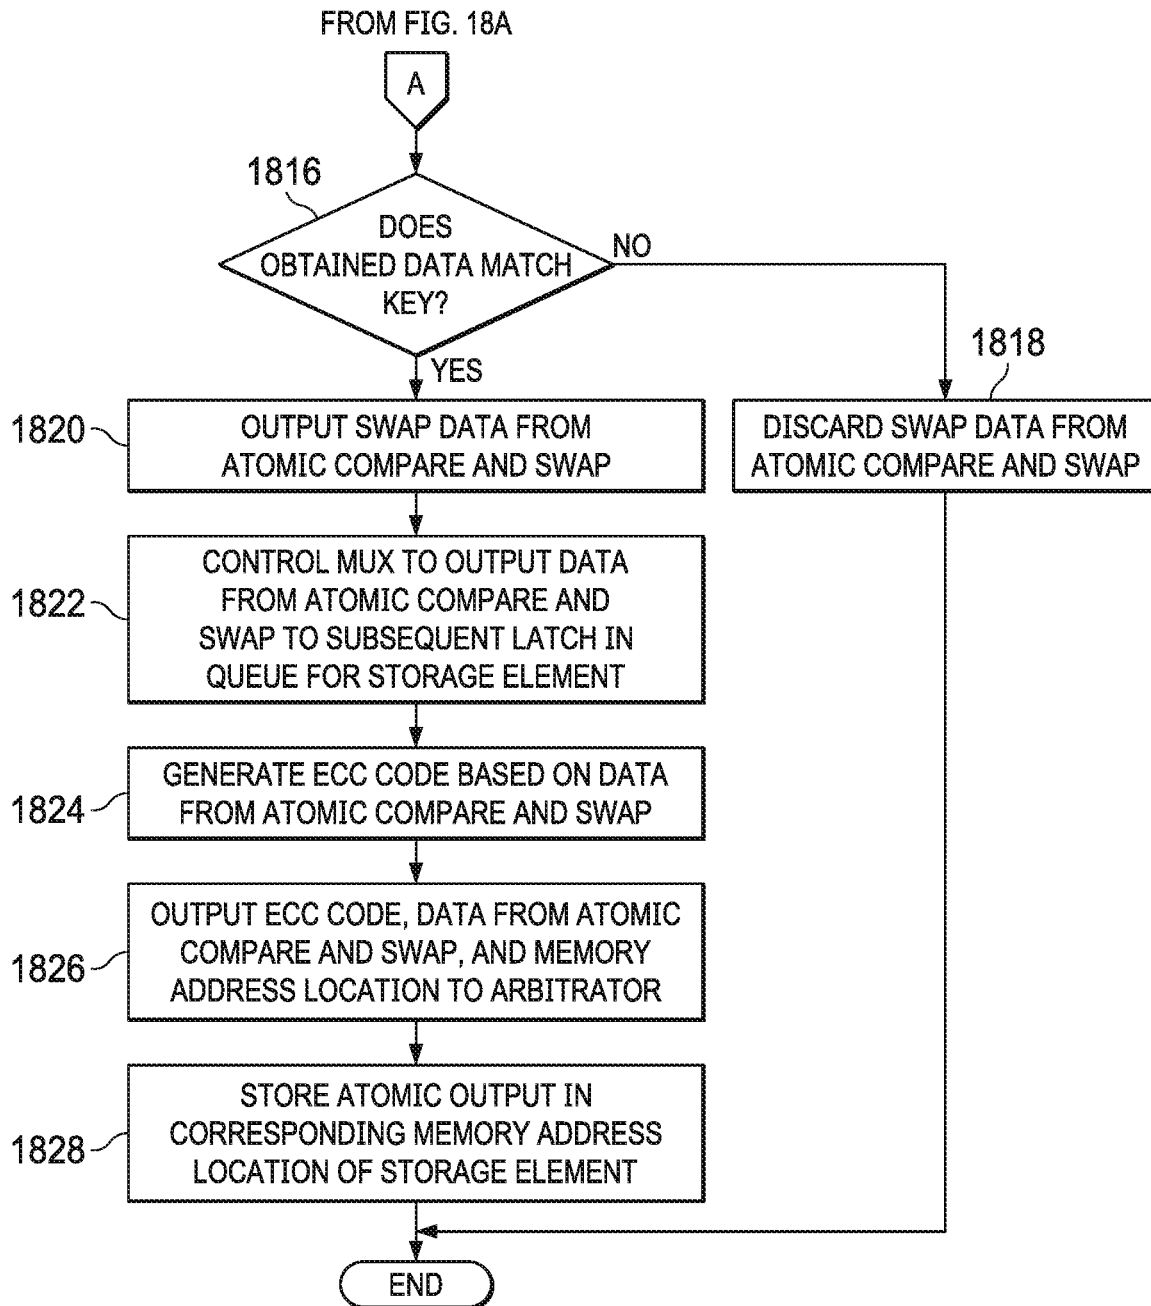 FROM FIG. 18A
A
1816
DOES
OBTAINED DATA MATCH
KEY?
NO
YES
1818
1820
OUTPUT SWAP DATA FROM
ATOMIC COMPARE AND SWAP
DISCARD SWAP DATA FROM
ATOMIC COMPARE AND SWAP
1822
CONTROL MUX TO OUTPUT DATA
FROM ATOMIC COMPARE AND
SWAP TO SUBSEQUENT LATCH IN
QUEUE FOR STORAGE ELEMENT
1824
GENERATE ECC CODE BASED ON DATA
FROM ATOMIC COMPARE AND SWAP
1826
OUTPUT ECC CODE, DATA FROM ATOMIC
COMPARE AND SWAP, AND MEMORY
ADDRESS LOCATION TO ARBITRATOR
1828
STORE ATOMIC OUTPUT IN
CORRESPONDING MEMORY ADDRESS
LOCATION OF STORAGE ELEMENT
END